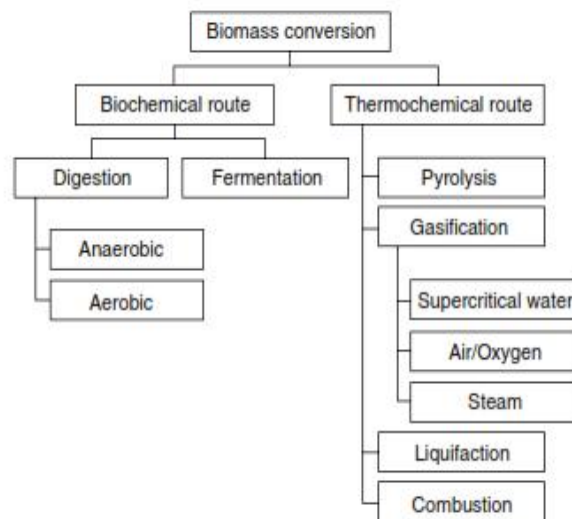 Biomass conversion
Biochemical route
Thermochemical route
Digestion
Fermentation
Anaerobic
Aerobic
Pyrolysis
Gasification
Supercritical water
Air/Oxygen
Steam
Liquifaction
Combustion